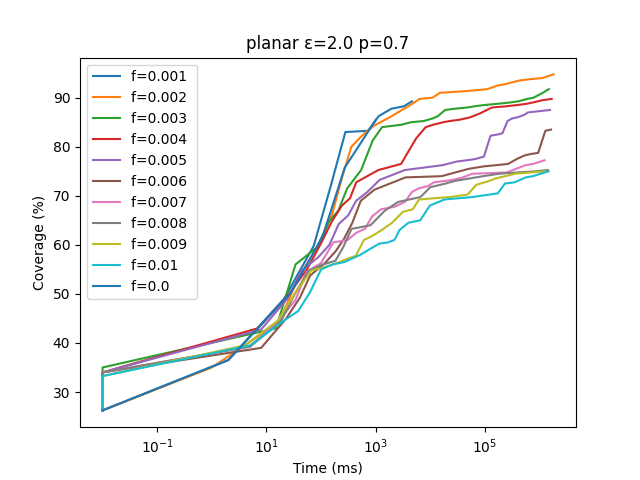 planar ε=2.0 p=0.7
f=0.001
f=0.002
f=0.003
f=0.004
f=0.005
f=0.006
f=0.007
f=0.008
f=0.009
f=0.01
f=0.0
Coverage (%)
90
80
70
60
50
40
30
10⁻¹ 10¹ 10³ 10⁵
Time (ms)